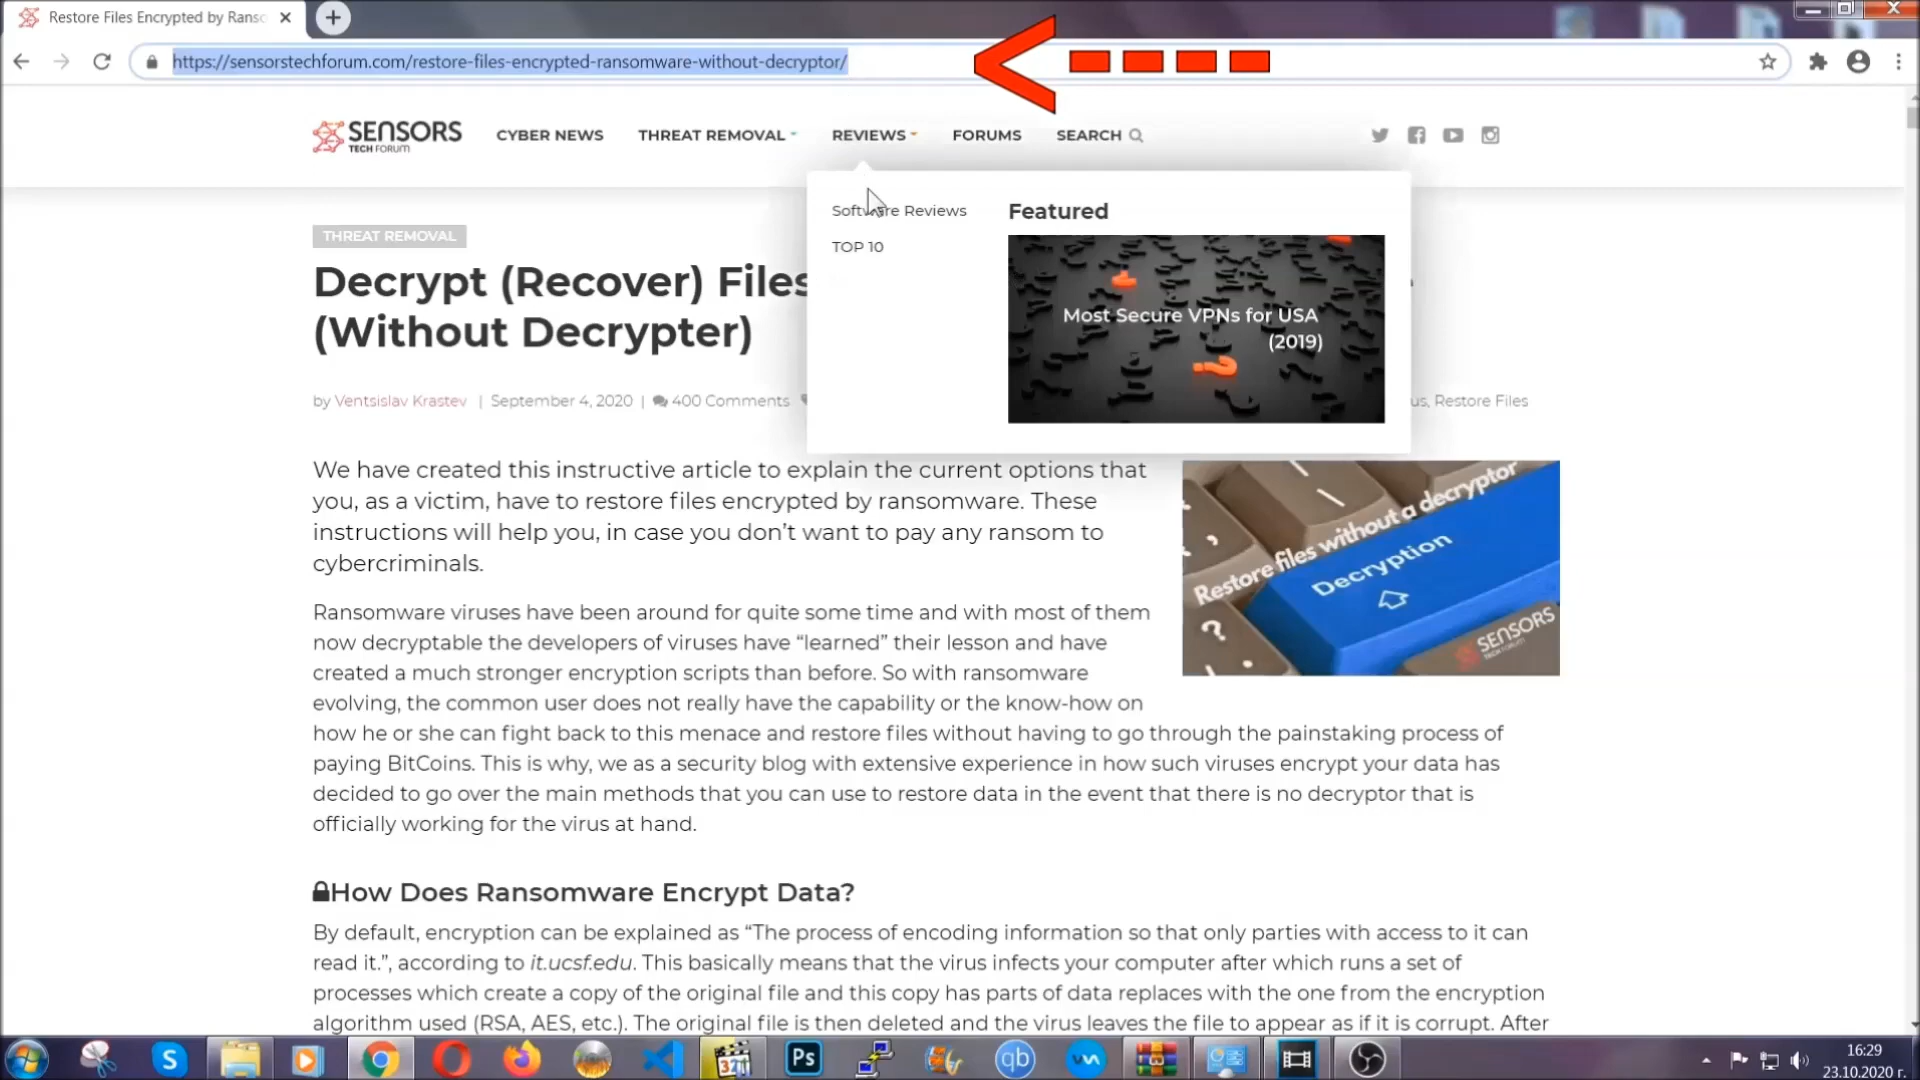 Restore Files Encrypted by Ranso
https://sensorstechforum.com/restore-files-encrypted-ransomware-without-decryptor/
SENSORS
TECH FORUM
CYBER NEWS
THREAT REMOVAL
REVIEWS
FORUMS
SEARCH
Software Reviews
TOP 10
Featured
Most Secure VPNs for USA
(2019)
THREAT REMOVAL
Decrypt (Recover) Files
(Without Decrypter)
by Ventsislav Krastev | September 4, 2020 | 400 Comments
us, Restore Files
We have created this instructive article to explain the current options that
you, as a victim, have to restore files encrypted by ransomware. These
instructions will help you, in case you don’t want to pay any ransom to
cybercriminals.
Restore files without a decryptor
Decryption
SENSORS
TECH FORUM
Ransomware viruses have been around for quite some time and with most of them
now decryptable the developers of viruses have “learned” their lesson and have
created a much stronger encryption scripts than before. So with ransomware
evolving, the common user does not really have the capability or the know-how on
how he or she can fight back to this menace and restore files without having to go through the painstaking process of
paying BitCoins. This is why, we as a security blog with extensive experience in how such viruses encrypt your data has
decided to go over the main methods that you can use to restore data in the event that there is no decryptor that is
officially working for the virus at hand.
How Does Ransomware Encrypt Data?
By default, encryption can be explained as “The process of encoding information so that only parties with access to it can
read it.”, according to it.ucsf.edu. This basically means that the virus infects your computer after which runs a set of
processes which create a copy of the original file and this copy has parts of data replaces with the one from the encryption
algorithm used (RSA, AES, etc.). The original file is then deleted and the virus leaves the file to appear as if it is corrupt. After
S
321
Ps
qb
16:29
23.10.2020 г.